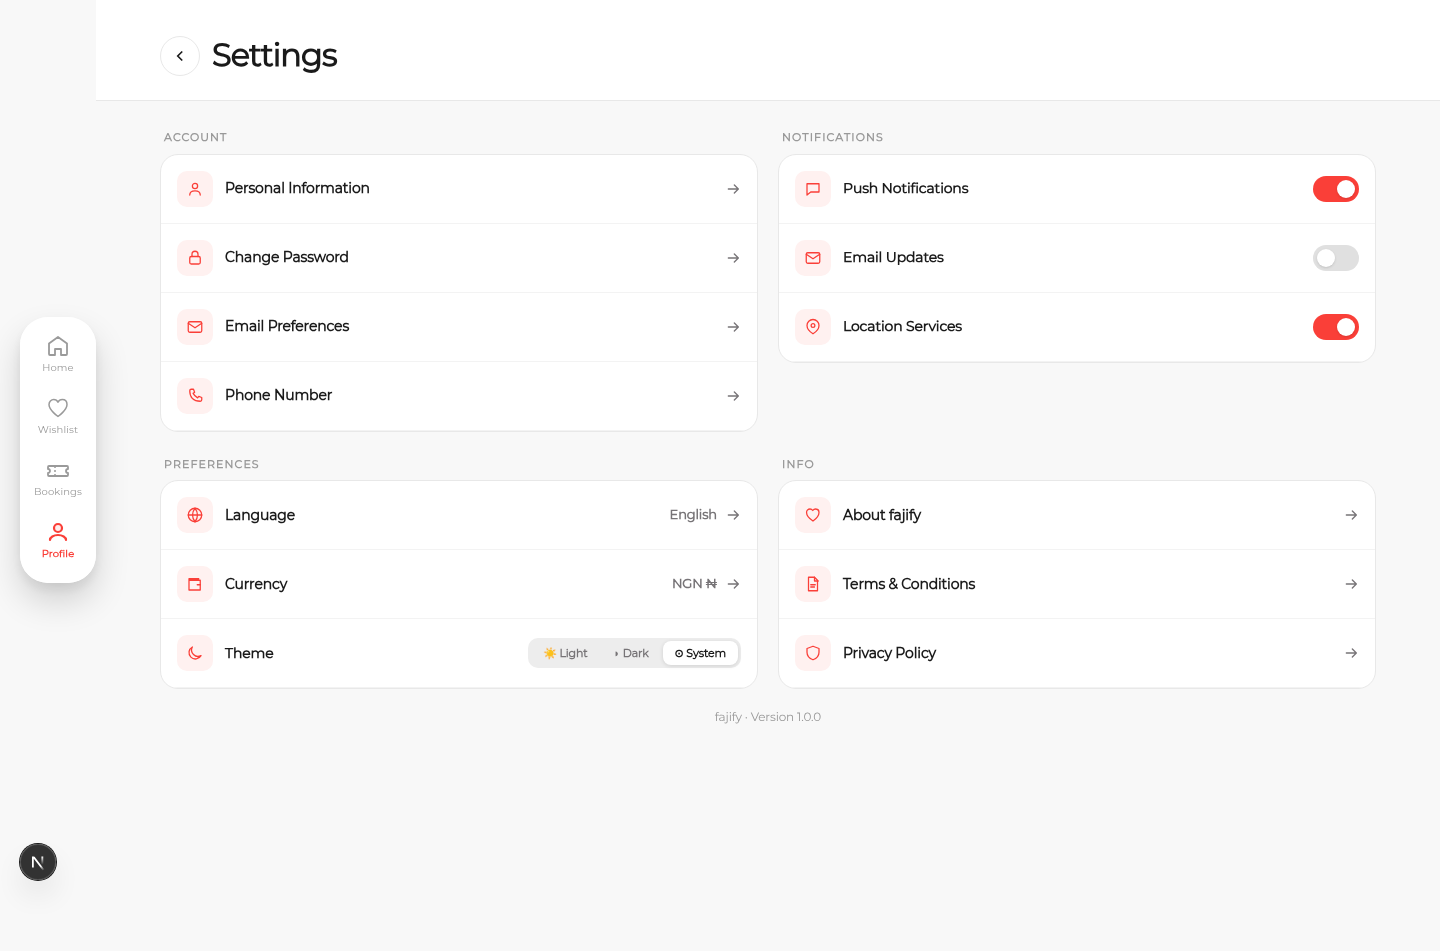 Settings
ACCOUNT
Personal Information
Change Password
Email Preferences
Phone Number
NOTIFICATIONS
Push Notifications
Email Updates
Location Services
Home
Wishlist
Bookings
Profile
PREFERENCES
Language English
Currency NGN ₦
Theme ☀️ Light Dark ⊙ System
INFO
About fajify
Terms & Conditions
Privacy Policy
fajify · Version 1.0.0
N